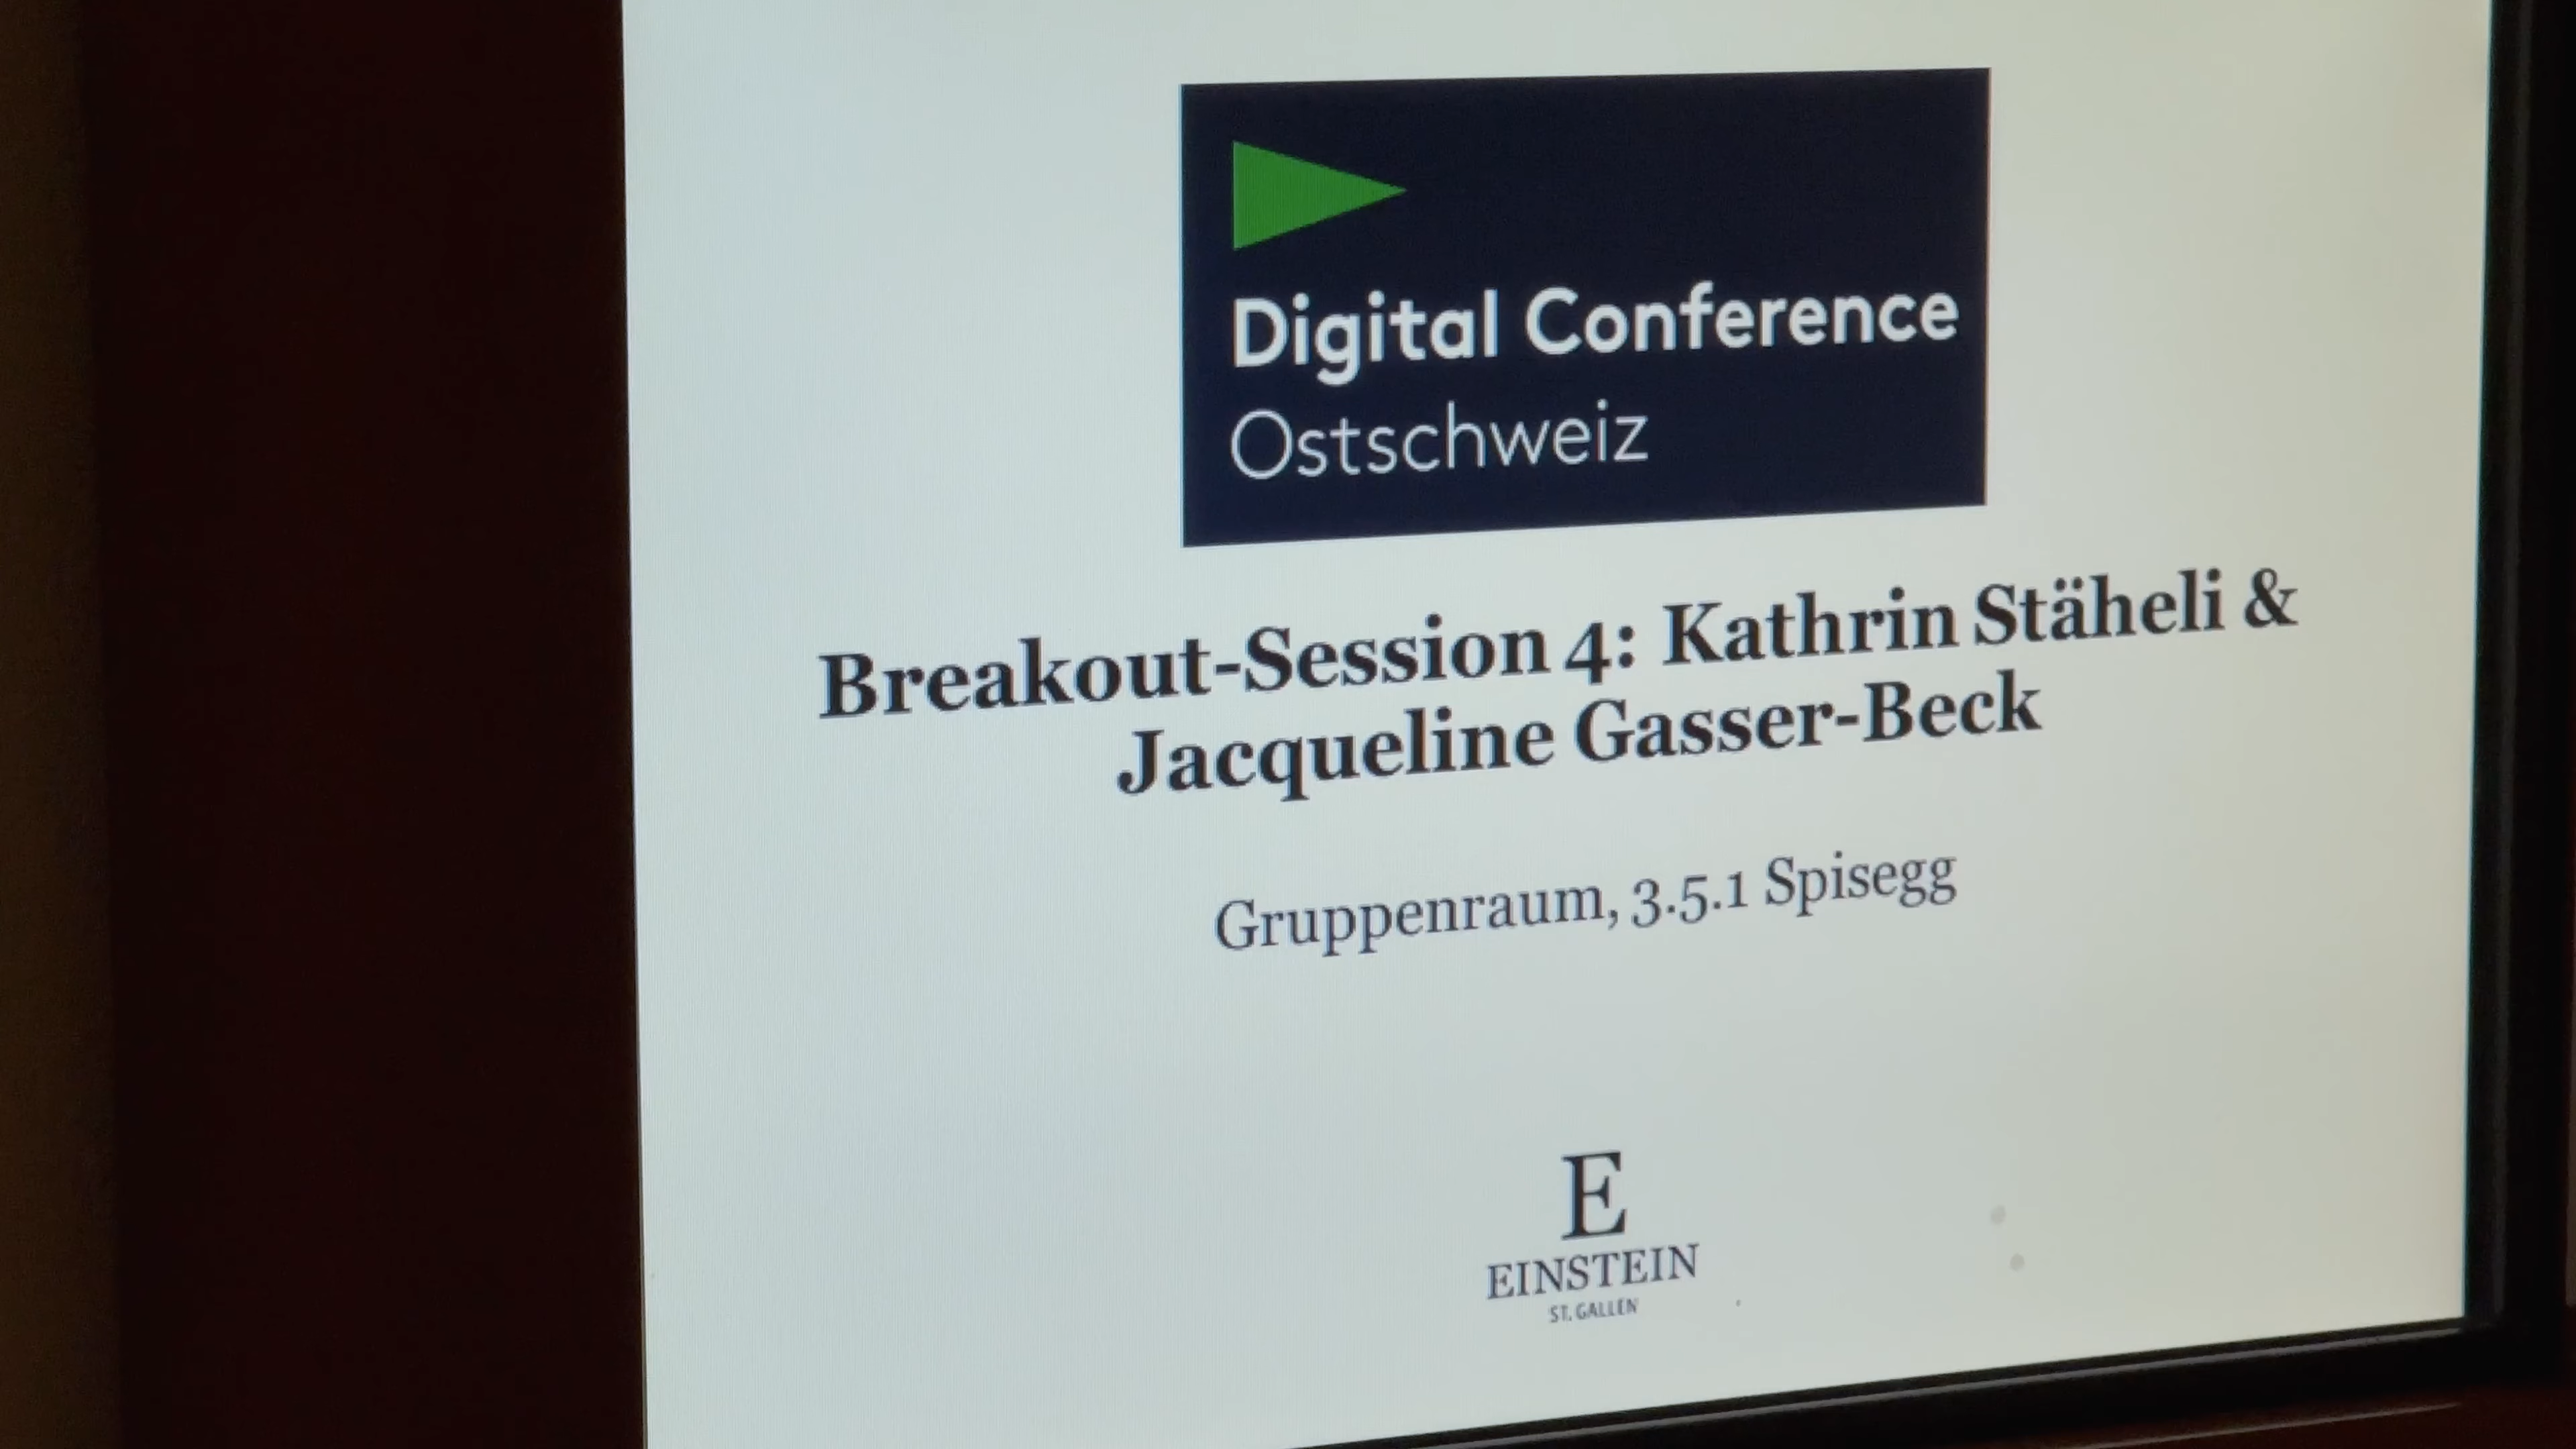 Digital Conference
Ostschweiz
Breakout-Session 4: Kathrin Stäheli &
Jacqueline Gasser-Beck
Gruppenraum, 3.5.1 Spisegg
E
EINSTEIN
ST. GALLEN